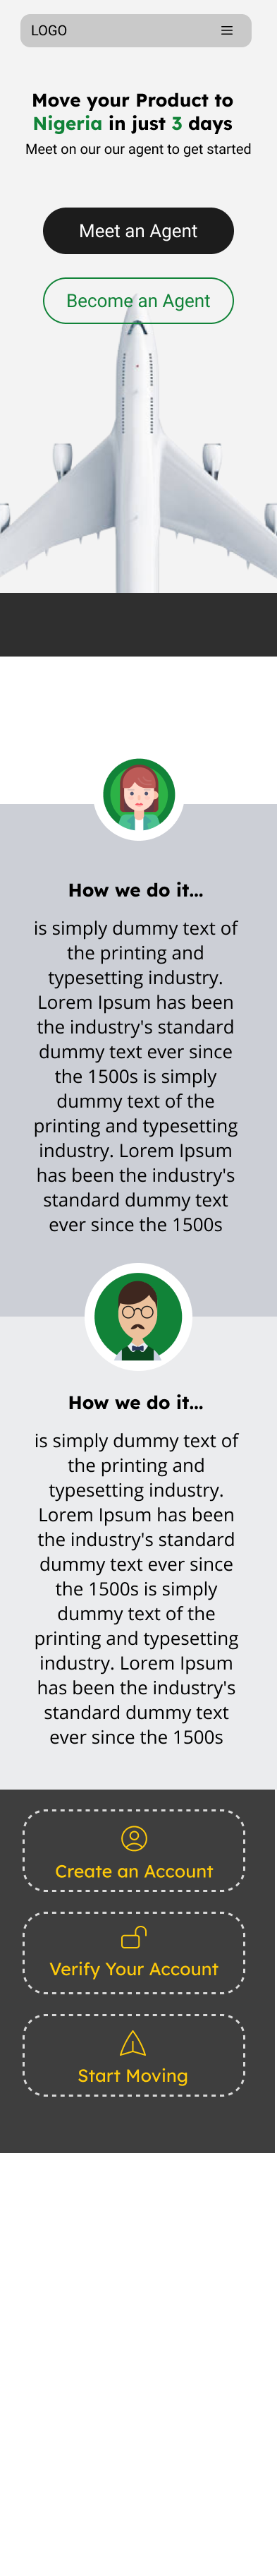 LOGO
Move your Product to
Nigeria in just 3 days
Meet on our our agent to get started
Meet an Agent
Become an Agent
How we do it...
is simply dummy text of
the printing and
typesetting industry.
Lorem Ipsum has been
the industry's standard
dummy text ever since
the 1500s is simply
dummy text of the
printing and typesetting
industry. Lorem Ipsum
has been the industry's
standard dummy text
ever since the 1500s
How we do it...
is simply dummy text of
the printing and
typesetting industry.
Lorem Ipsum has been
the industry's standard
dummy text ever since
the 1500s is simply
dummy text of the
printing and typesetting
industry. Lorem Ipsum
has been the industry's
standard dummy text
ever since the 1500s
Create an Account
Verify Your Account
Start Moving